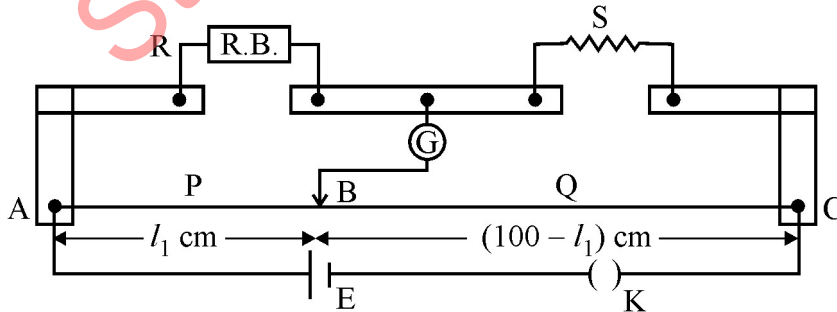 S
R R.B.
G
P B Q
A C
l₁ cm (100 – l₁) cm
E K